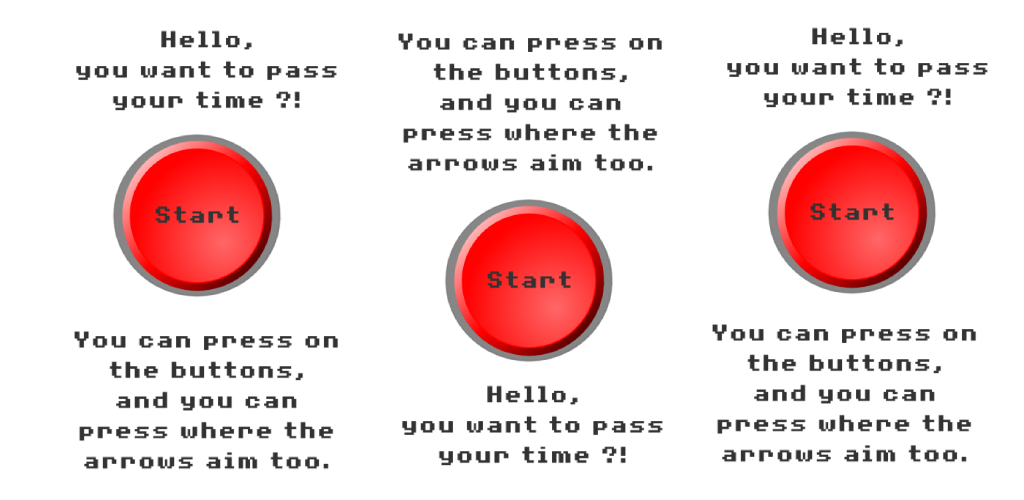 Hello,
you want to pass
your time ?!
Start
You can press on
the buttons,
and you can
press where the
arrows aim too.
You can press on
the buttons,
and you can
press where the
arrows aim too.
Start
Hello,
you want to pass
your time ?!
Hello,
you want to pass
your time ?!
Start
You can press on
the buttons,
and you can
press where the
arrows aim too.